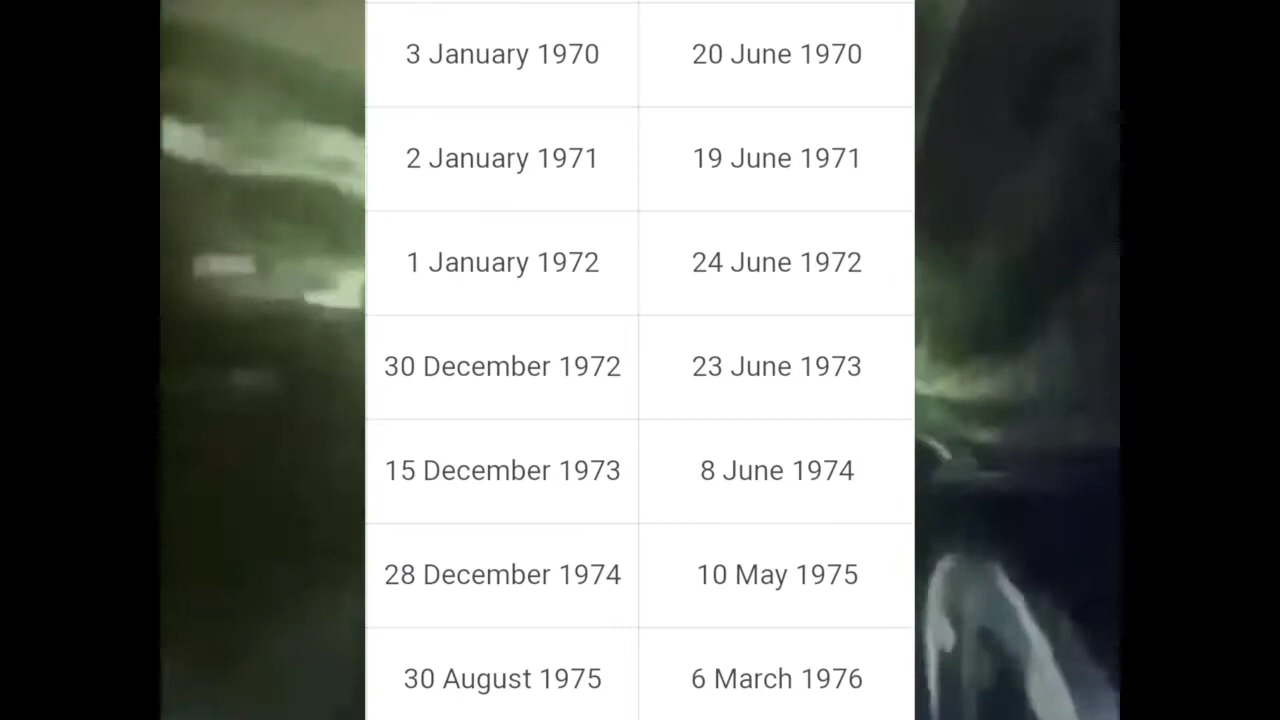 3 January 1970 20 June 1970
2 January 1971 19 June 1971
1 January 1972 24 June 1972
30 December 1972 23 June 1973
15 December 1973 8 June 1974
28 December 1974 10 May 1975
30 August 1975 6 March 1976